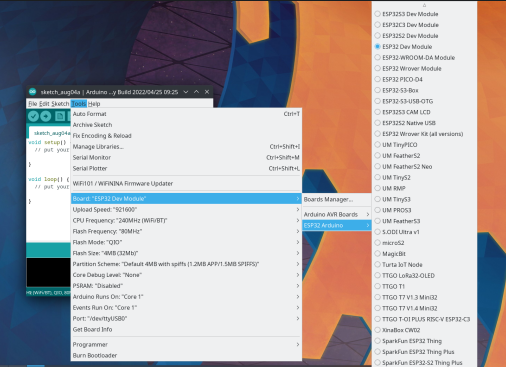 sketch_aug04a | Arduino ...y Build 2022/04/25 09:25
File Edit Sketch Tools Help
sketch_aug04a
void setup()
// put your
}
void loop() {
// put your
}
Auto Format Ctrl+T
Archive Sketch
Fix Encoding & Reload
Manage Libraries... Ctrl+Shift+I
Serial Monitor Ctrl+Shift+M
Serial Plotter Ctrl+Shift+L
WiFi101 / WiFiNINA Firmware Updater
Board: "ESP32 Dev Module"
Upload Speed: "921600"
CPU Frequency: "240MHz (WiFi/BT)"
Flash Frequency: "80MHz"
Flash Mode: "QIO"
Flash Size: "4MB (32Mb)"
Partition Scheme: "Default 4MB with spiffs (1.2MB APP/1.5MB SPIFFS)"
Core Debug Level: "None"
PSRAM: "Disabled"
Arduino Runs On: "Core 1"
Events Run On: "Core 1"
Port: "/dev/ttyUSB0"
Get Board Info
Programmer
Burn Bootloader
Boards Manager...
Arduino AVR Boards
ESP32 Arduino
ESP32S3 Dev Module
ESP32C3 Dev Module
ESP32S2 Dev Module
ESP32 Dev Module
ESP32-WROOM-DA Module
ESP32 Wrover Module
ESP32 PICO-D4
ESP32-S3-Box
ESP32-S3-USB-OTG
ESP32S3 CAM LCD
ESP32S2 Native USB
ESP32 Wrover Kit (all versions)
UM TinyPICO
UM FeatherS2
UM FeatherS2 Neo
UM TinyS2
UM RMP
UM TinyS3
UM PROS3
UM FeatherS3
S.ODI Ultra v1
microS2
MagicBit
Turta IoT Node
TTGO LoRa32-OLED
TTGO T1
TTGO T7 V1.3 Mini32
TTGO T7 V1.4 Mini32
TTGO T-OI PLUS RISC-V ESP32-C3
XinaBox CW02
SparkFun ESP32 Thing
SparkFun ESP32 Thing Plus
SparkFun ESP32-S2 Thing Plus